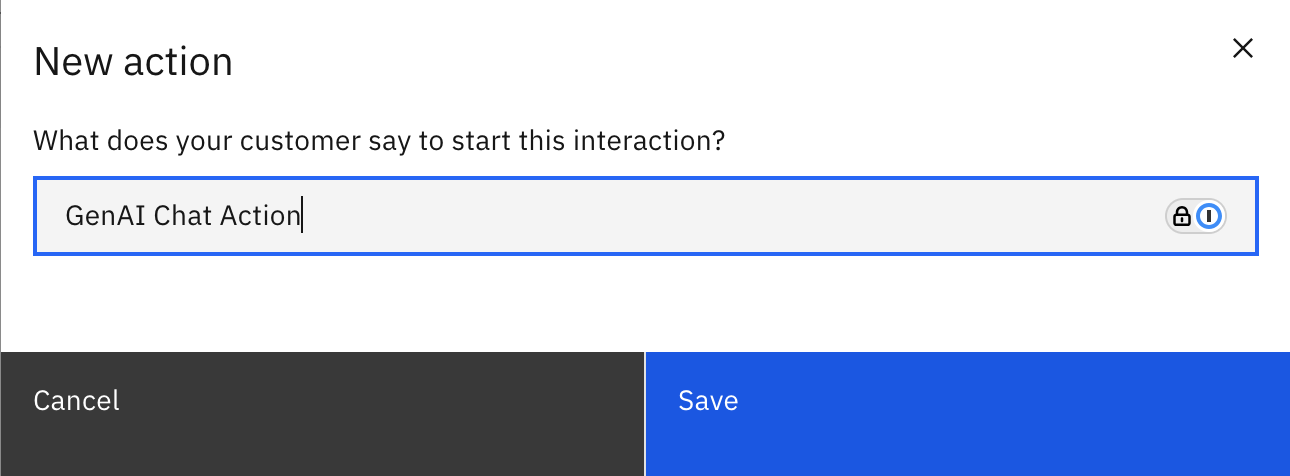 New action
What does your customer say to start this interaction?
GenAI Chat Action
Cancel
Save